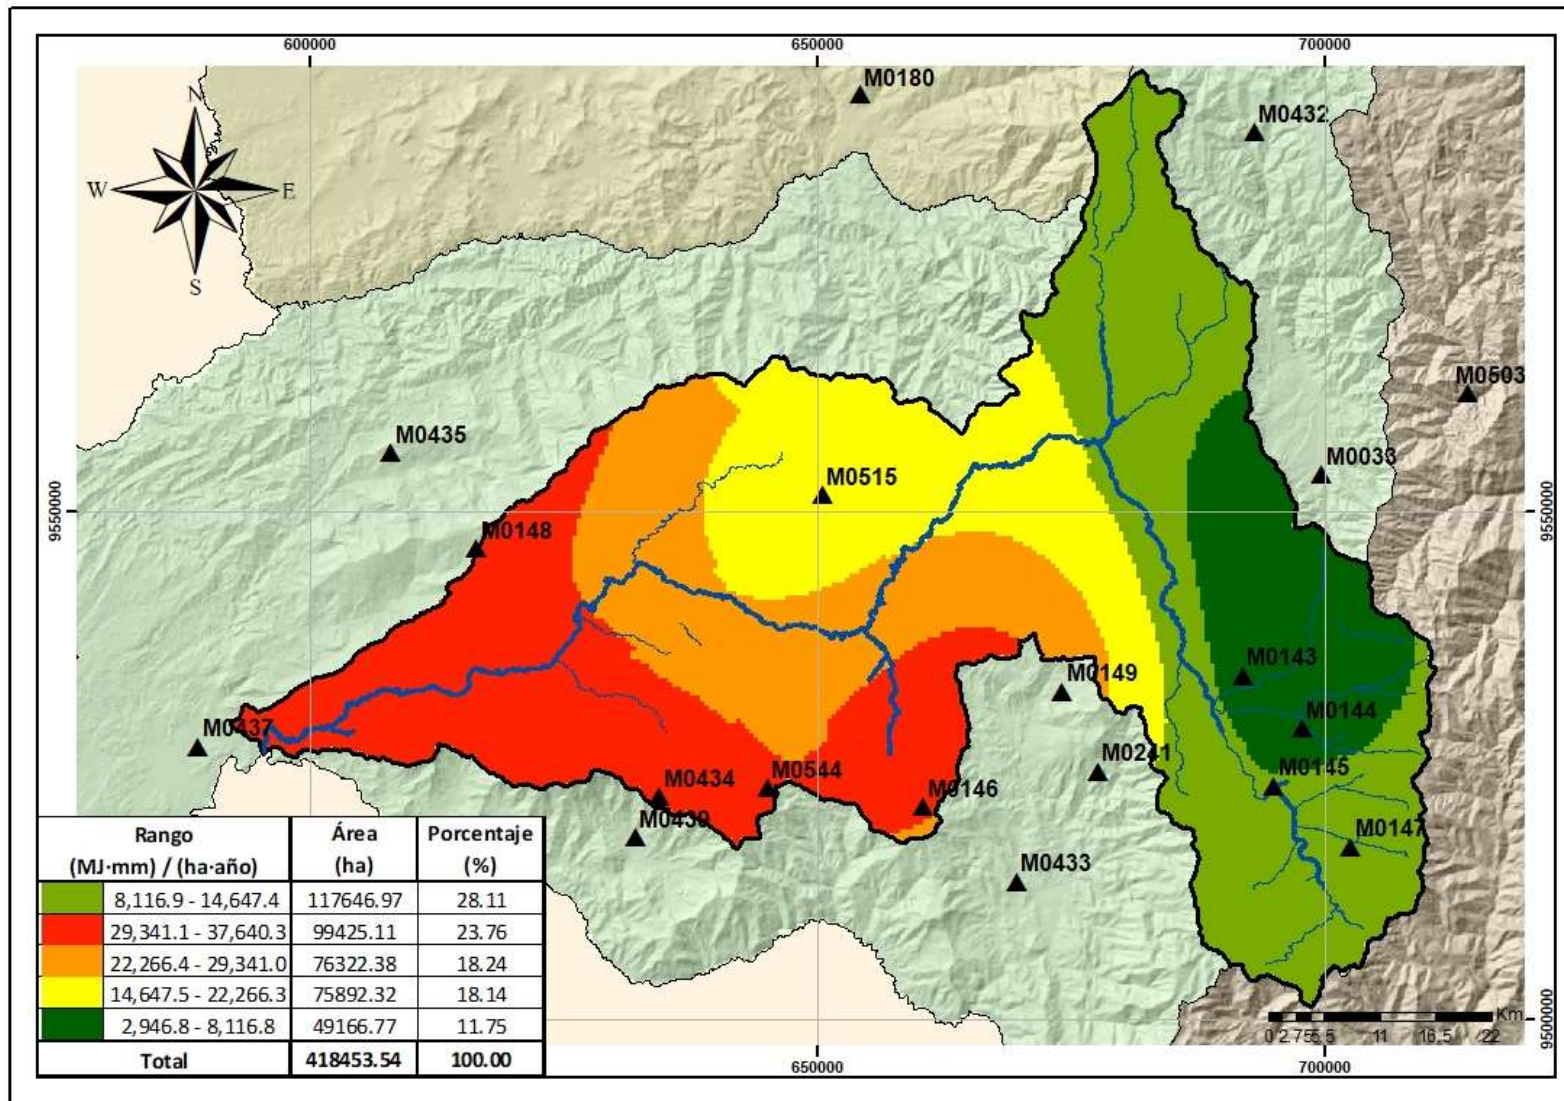 600000
650000
700000
N
W
E
S
M0180
M0432
M0503
M0435
M0033
M0515
9550000
9550000
M0148
M0143
M0149
M0144
M0437
M0241
M0434
M0544
M0145
M0146
M0439
M0147
M0433
Rango Área Porcentaje
(MJ·mm) / (ha·año) (ha) (%)
8,116.9 - 14,647.4 117646.97 28.11
29,341.1 - 37,640.3 99425.11 23.76
22,266.4 - 29,341.0 76322.38 18.24
14,647.5 - 22,266.3 75892.32 18.14
2,946.8 - 8,116.8 49166.77 11.75
Total 418453.54 100.00
Km
0 2.75 5.5 11 16.5 22
9500000
650000
700000